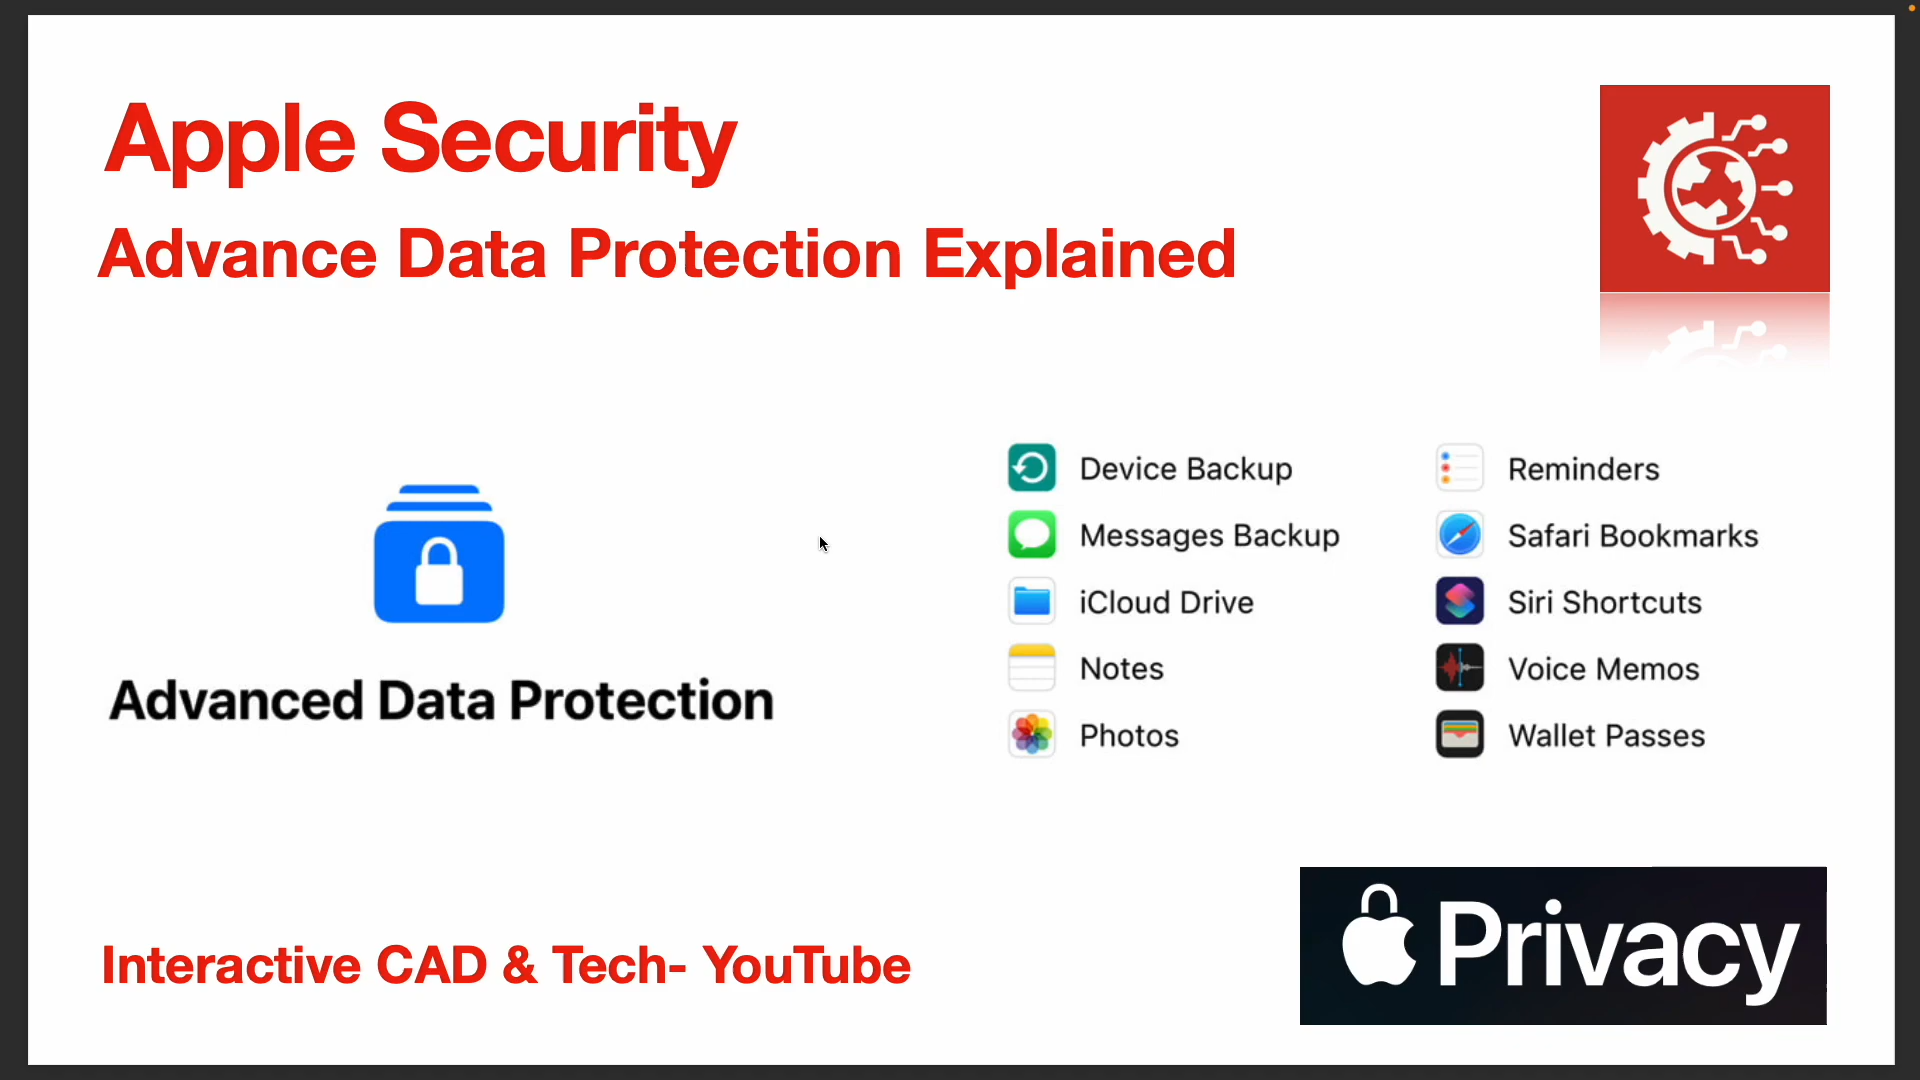 Apple Security
Advance Data Protection Explained
Advanced Data Protection
Device Backup
Messages Backup
iCloud Drive
Notes
Photos
Reminders
Safari Bookmarks
Siri Shortcuts
Voice Memos
Wallet Passes
Interactive CAD & Tech- YouTube
Privacy